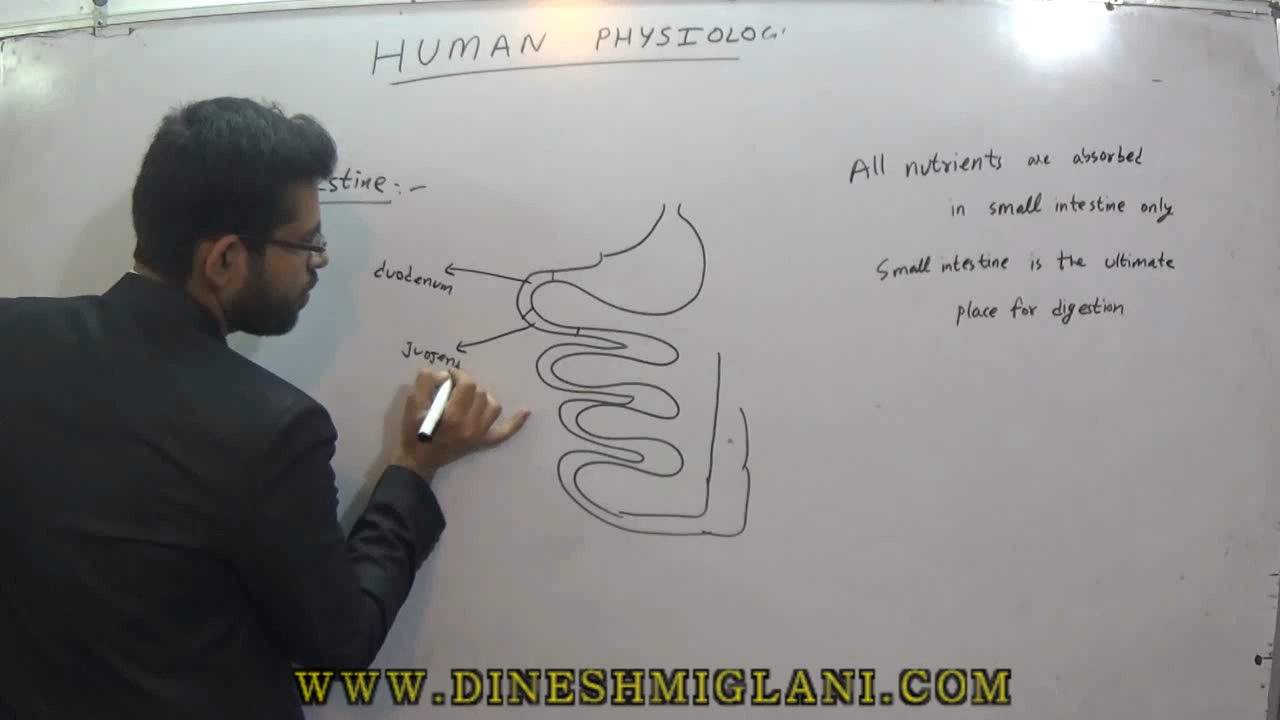 HUMAN PHYSIOLOG
stine:-
duodenum
All nutrients are absorbed
in small intestine only
Small intestine is the ultimate
place for digestion
Juojen
WWW.DINESHMIGLANI.COM